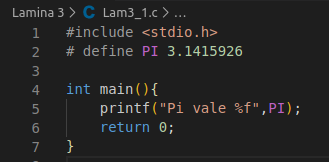 Lamina 3 > C Lam3_1.c > ...
1 #include <stdio.h>
2 # define PI 3.1415926
3
4 int main(){
5     printf("Pi vale %f",PI);
6     return 0;
7 }